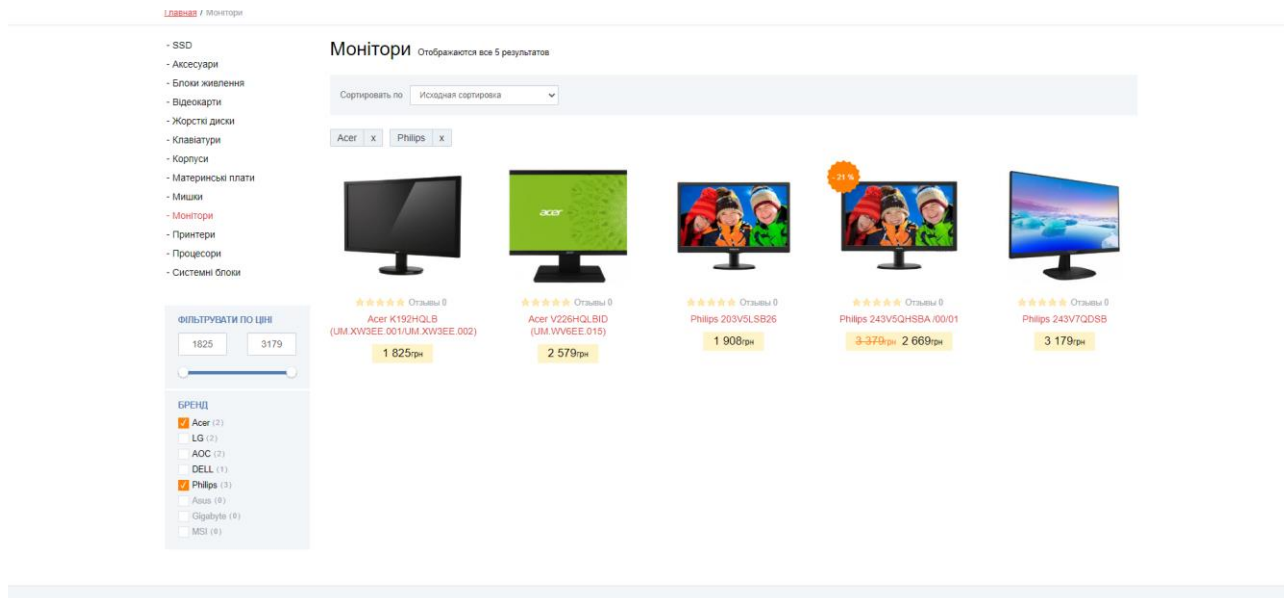 Главная / Монітори
- SSD
- Аксесуари
- Блоки живлення
- Відеокарти
- Жорсткі диски
- Клавіатури
- Корпуси
- Материнські плати
- Мишки
- Монітори
- Принтери
- Процесори
- Системні блоки
ФІЛЬТРУВАТИ ПО ЦІНІ
1825 3179
БРЕНД
Acer (2)
LG (2)
AOC (2)
DELL (1)
Philips (3)
Asus (0)
Gigabyte (0)
MSI (0)
Монітори Отображаются все 5 результатов
Сортировать по Исходная сортировка
Acer x Philips x
acer
- 21 %
Отзывы 0
Acer K192HQLB
(UM.XW3EE.001/UM.XW3EE.002)
1 825грн
Отзывы 0
Acer V226HQLBID
(UM.WV6EE.015)
2 579грн
Отзывы 0
Philips 203V5LSB26
1 908грн
Отзывы 0
Philips 243V5QHSBA /00/01
3 379грн 2 669грн
Отзывы 0
Philips 243V7QDSB
3 179грн